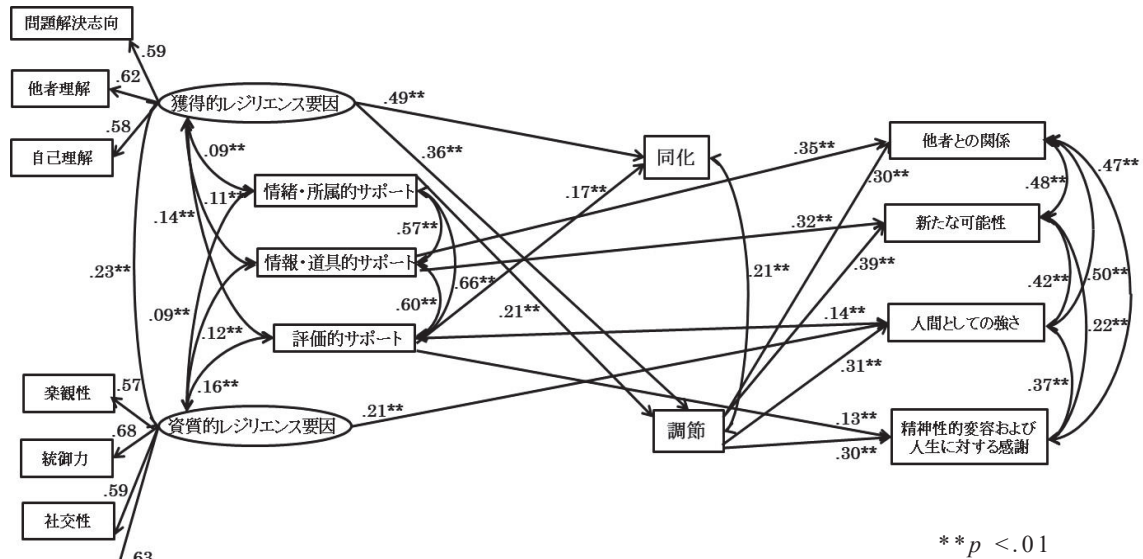 問題解決志向
.59
他者理解
.62
獲得的レジリエンス要因
.49**
.58
自己理解
.36**
同化
他者との関係
.35**
.47**
.30**
.48**
.09**
.11**
情緒・所属的サポート
.17**
.14**
.57**
新たな可能性
.32**
.23**
情報・道具的サポート
.66**
.21**
.39**
.50**
.42**
.60**
.21**
.09**
.12**
評価的サポート
.14**
人間としての強さ
.22**
.31**
.16**
.37**
楽観性
.57
資質的レジリエンス要因
.21**
調節
.13**
精神性的変容および
人生に対する感謝
.68
.30**
統御力
.59
社交性
.63
**p <.01